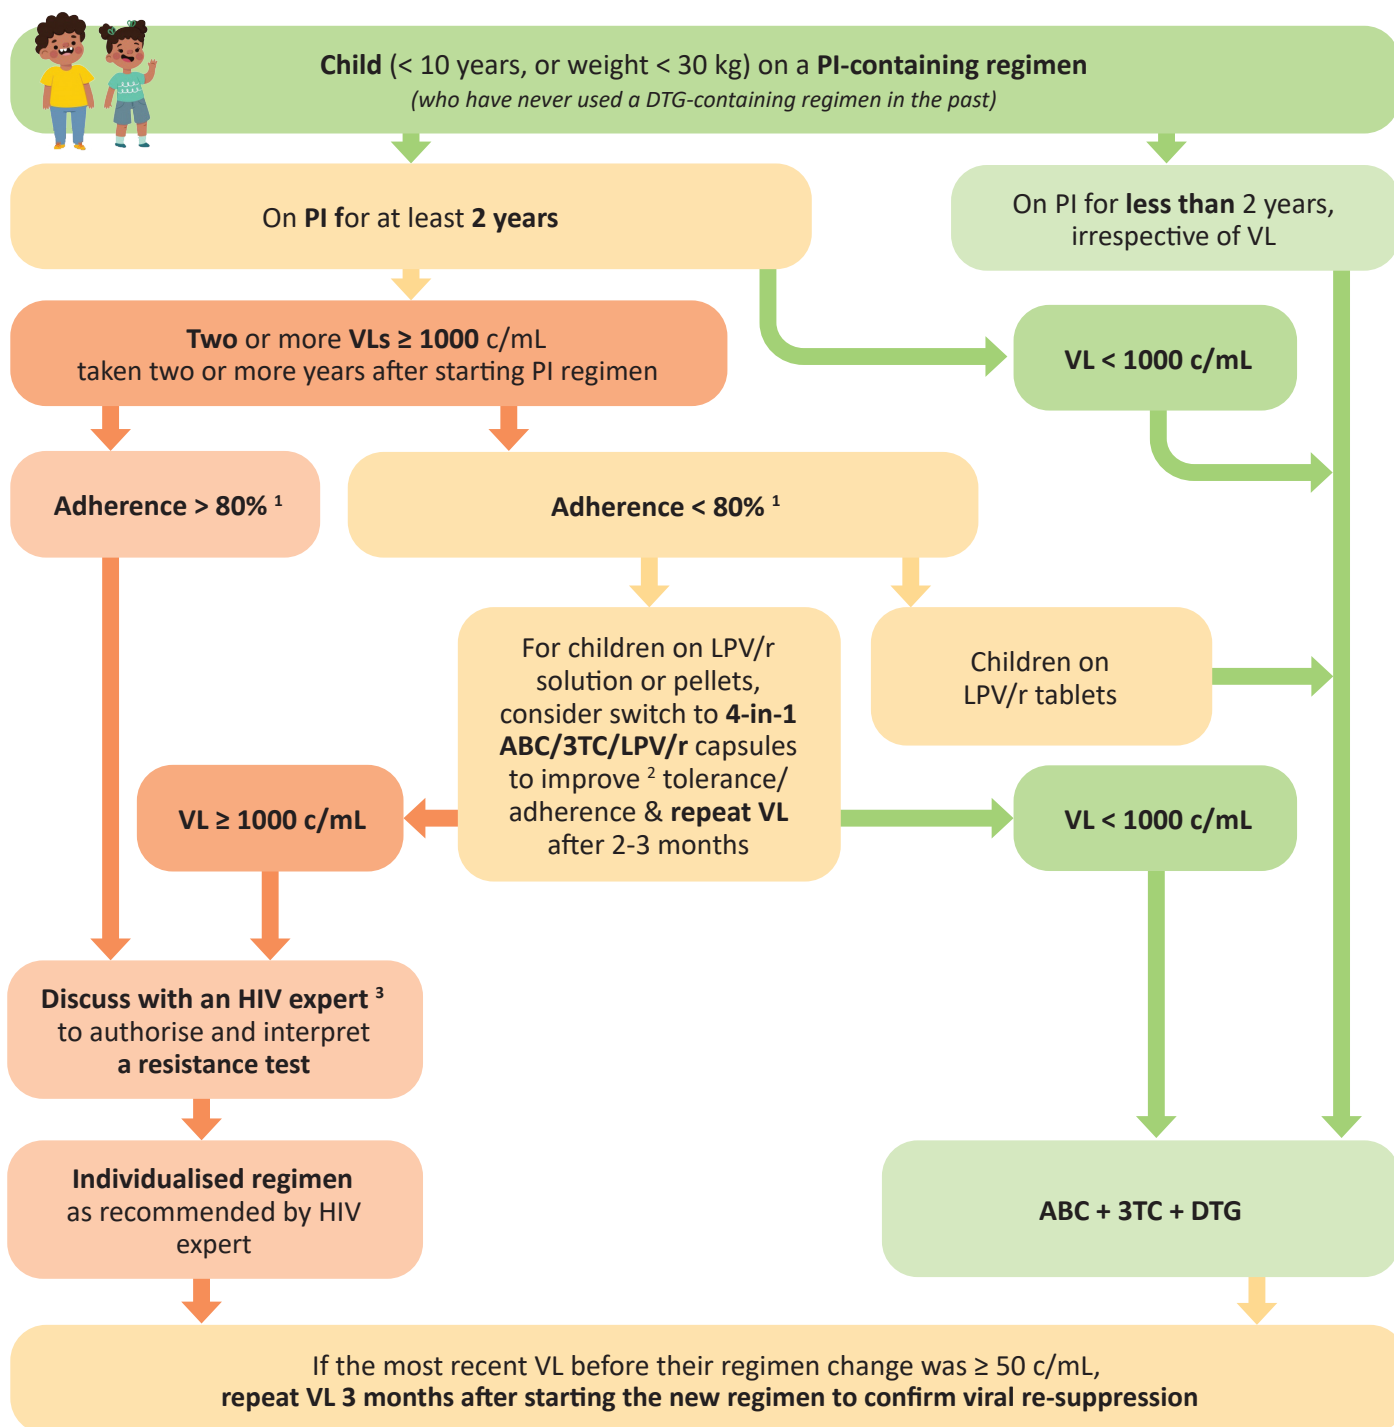 Child (< 10 years, or weight < 30 kg) on a PI-containing regimen
(who have never used a DTG-containing regimen in the past)
On PI for at least 2 years
On PI for less than 2 years,
irrespective of VL
Two or more VLs ≥ 1000 c/mL
taken two or more years after starting PI regimen
VL < 1000 c/mL
Adherence > 80% ¹
Adherence < 80% ¹
For children on LPV/r
solution or pellets,
consider switch to 4-in-1
ABC/3TC/LPV/r capsules
to improve ² tolerance/
adherence & repeat VL
after 2-3 months
Children on
LPV/r tablets
VL ≥ 1000 c/mL
VL < 1000 c/mL
Discuss with an HIV expert ³
to authorise and interpret
a resistance test
Individualised regimen
as recommended by HIV
expert
ABC + 3TC + DTG
If the most recent VL before their regimen change was ≥ 50 c/mL,
repeat VL 3 months after starting the new regimen to confirm viral re-suppression